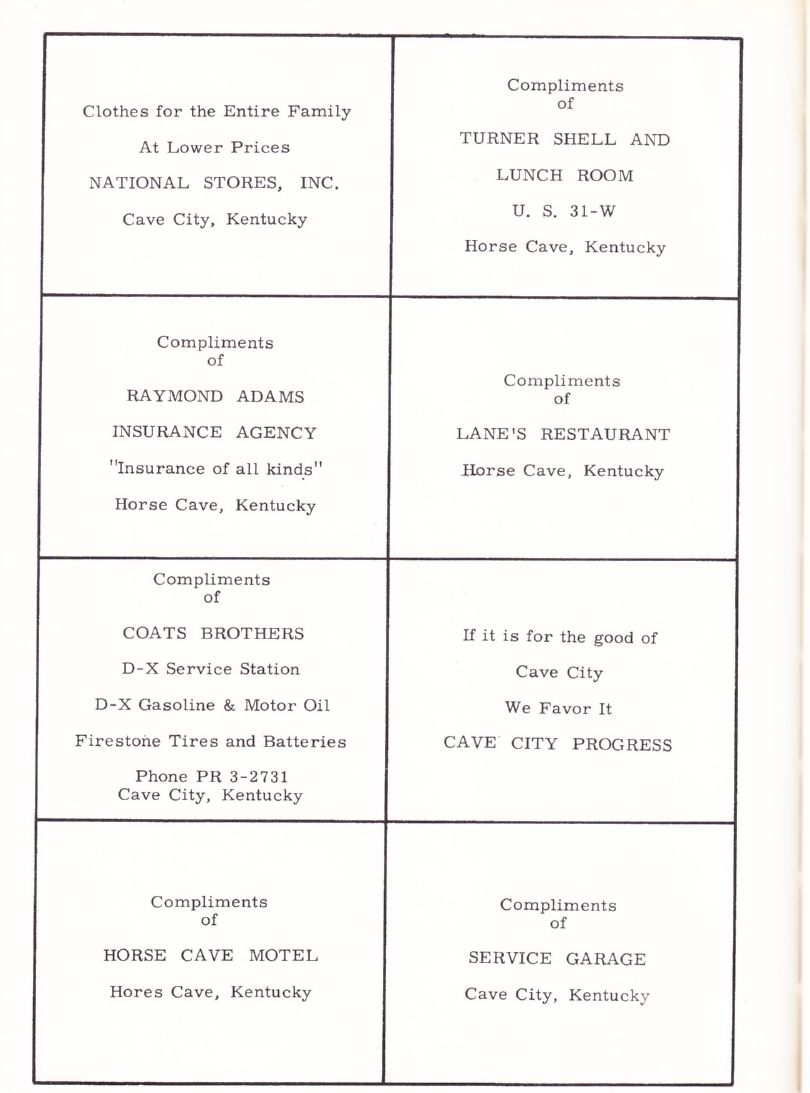 Clothes for the Entire Family
At Lower Prices
NATIONAL STORES, INC.
Cave City, Kentucky
Compliments
of
TURNER SHELL AND
LUNCH ROOM
U. S. 31-W
Horse Cave, Kentucky
Compliments
of
RAYMOND ADAMS
INSURANCE AGENCY
"Insurance of all kinds"
Horse Cave, Kentucky
Compliments
of
LANE'S RESTAURANT
Horse Cave, Kentucky
Compliments
of
COATS BROTHERS
D-X Service Station
D-X Gasoline & Motor Oil
Firestone Tires and Batteries
Phone PR 3-2731
Cave City, Kentucky
If it is for the good of
Cave City
We Favor It
CAVE CITY PROGRESS
Compliments
of
HORSE CAVE MOTEL
Hores Cave, Kentucky
Compliments
of
SERVICE GARAGE
Cave City, Kentucky